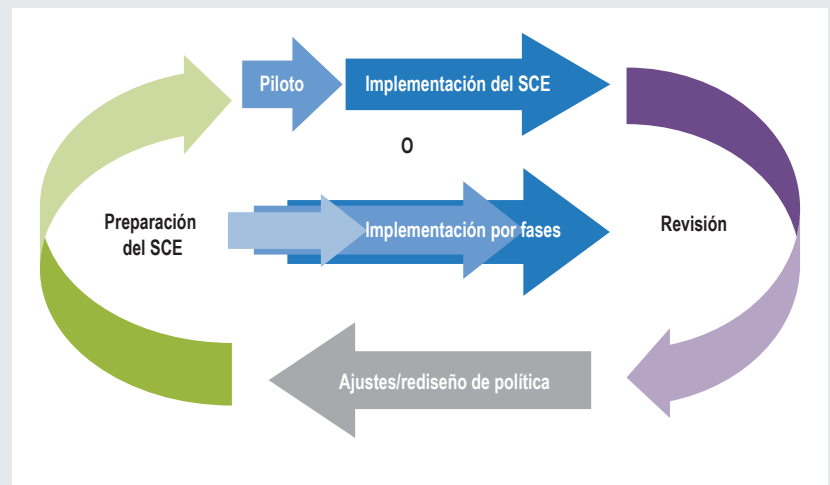 Piloto
Implementación del SCE
O
Preparación
del SCE
Implementación por fases
Revisión
Ajustes/rediseño de política